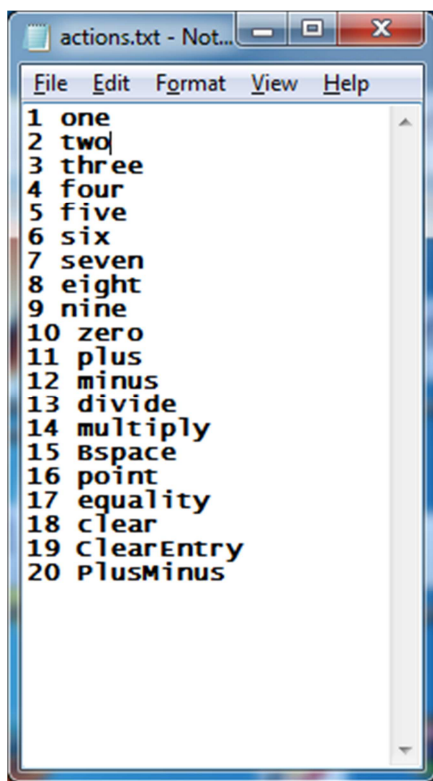 actions.txt - Not...
File Edit Format View Help
1 one
2 two
3 three
4 four
5 five
6 six
7 seven
8 eight
9 nine
10 zero
11 plus
12 minus
13 divide
14 multiply
15 Bspace
16 point
17 equality
18 clear
19 ClearEntry
20 PlusMinus